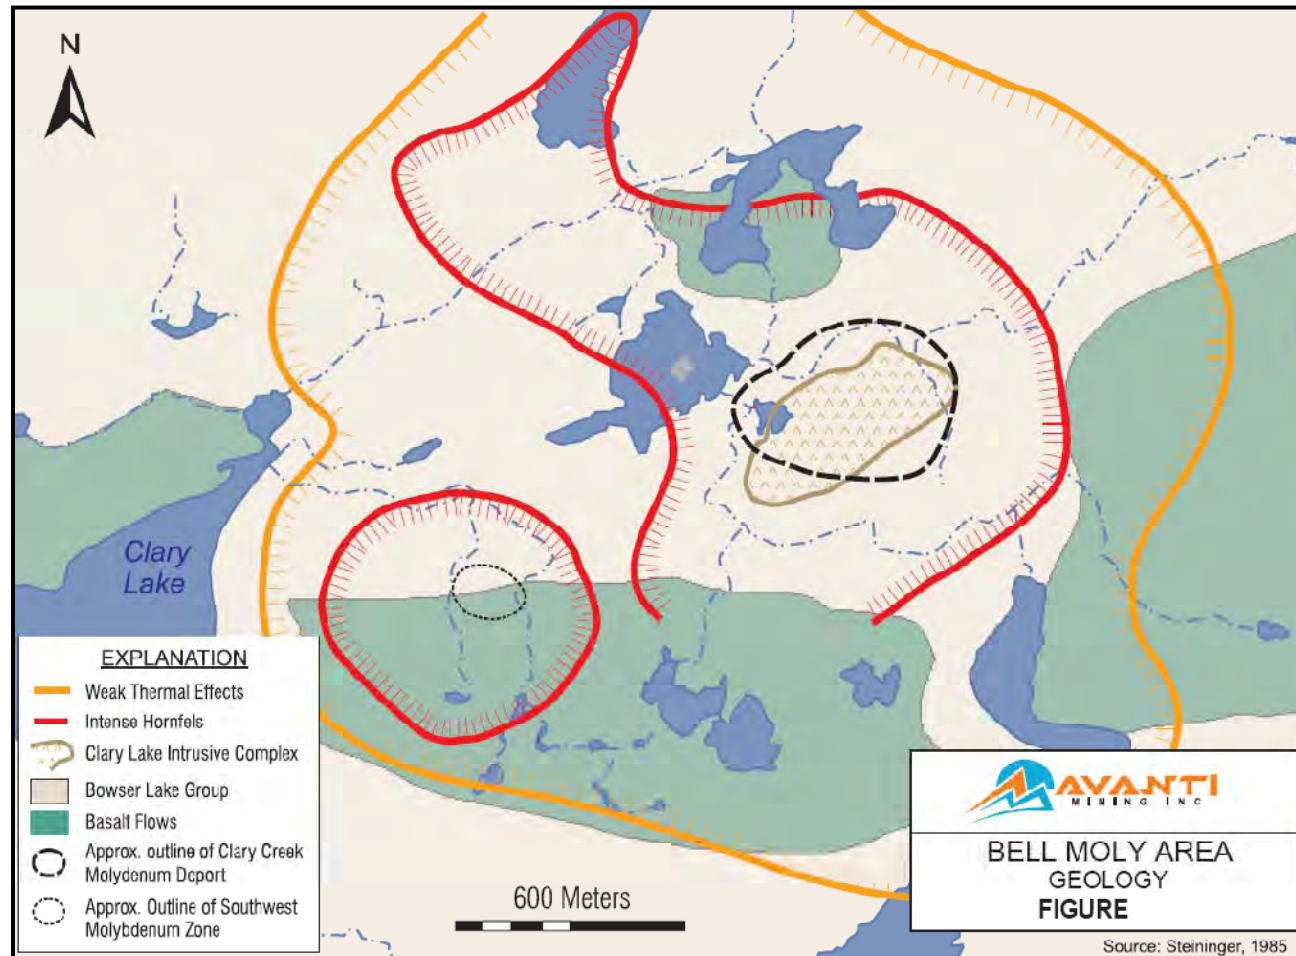 N
Clary
Lake
EXPLANATION
Weak Thermal Effects
Intense Hornfels
Clary Lake Intrusive Complex
Bowser Lake Group
Basalt Flows
Approx. outline of Clary Creek
Molydenum Deport
Approx. Outline of Southwest
Molybdenum Zone
600 Meters
AVANTI
MINING INC
BELL MOLY AREA
GEOLOGY
FIGURE
Source: Steininger, 1985